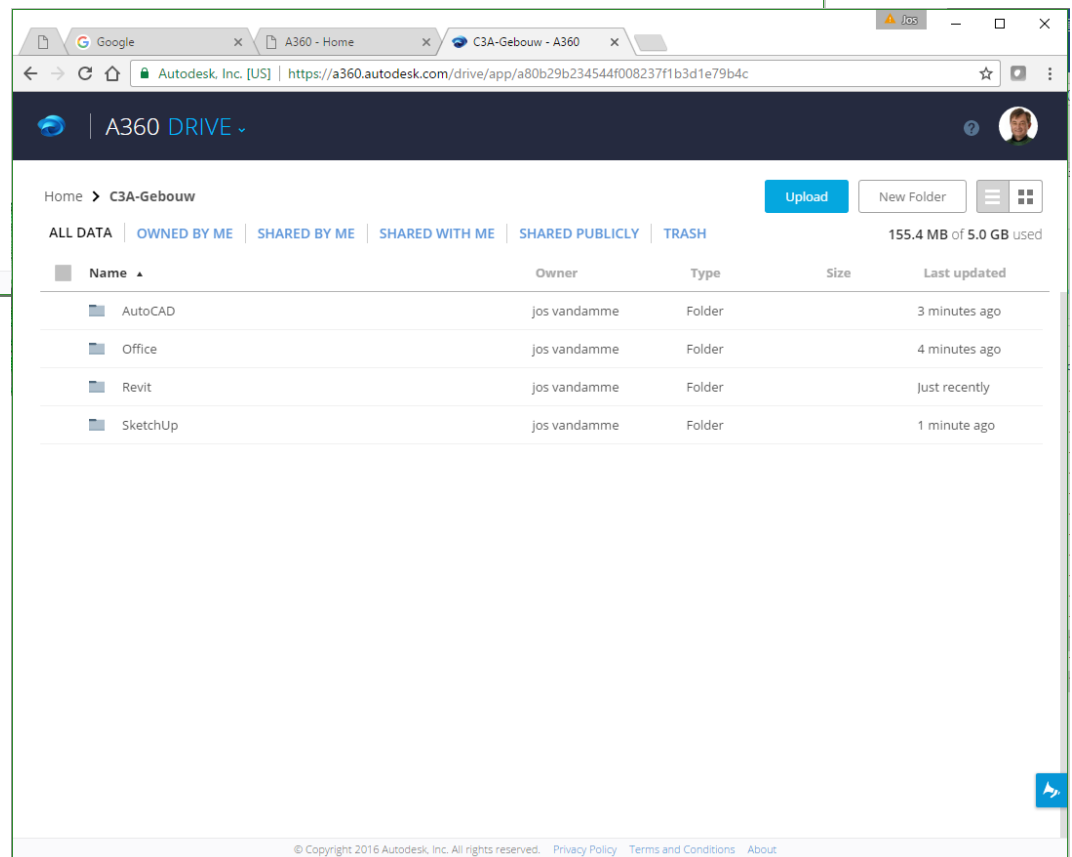 Jos
Google A360 - Home C3A-Gebouw - A360
Autodesk, Inc. [US] | https://a360.autodesk.com/drive/app/a80b29b234544f008237f1b3d1e79b4c
A360 DRIVE
Home > C3A-Gebouw Upload New Folder
ALL DATA OWNED BY ME SHARED BY ME SHARED WITH ME SHARED PUBLICLY TRASH 155.4 MB of 5.0 GB used
Name Owner Type Size Last updated
AutoCAD jos vandamme Folder 3 minutes ago
Office jos vandamme Folder 4 minutes ago
Revit jos vandamme Folder Just recently
SketchUp jos vandamme Folder 1 minute ago
© Copyright 2016 Autodesk, Inc. All rights reserved. Privacy Policy Terms and Conditions About